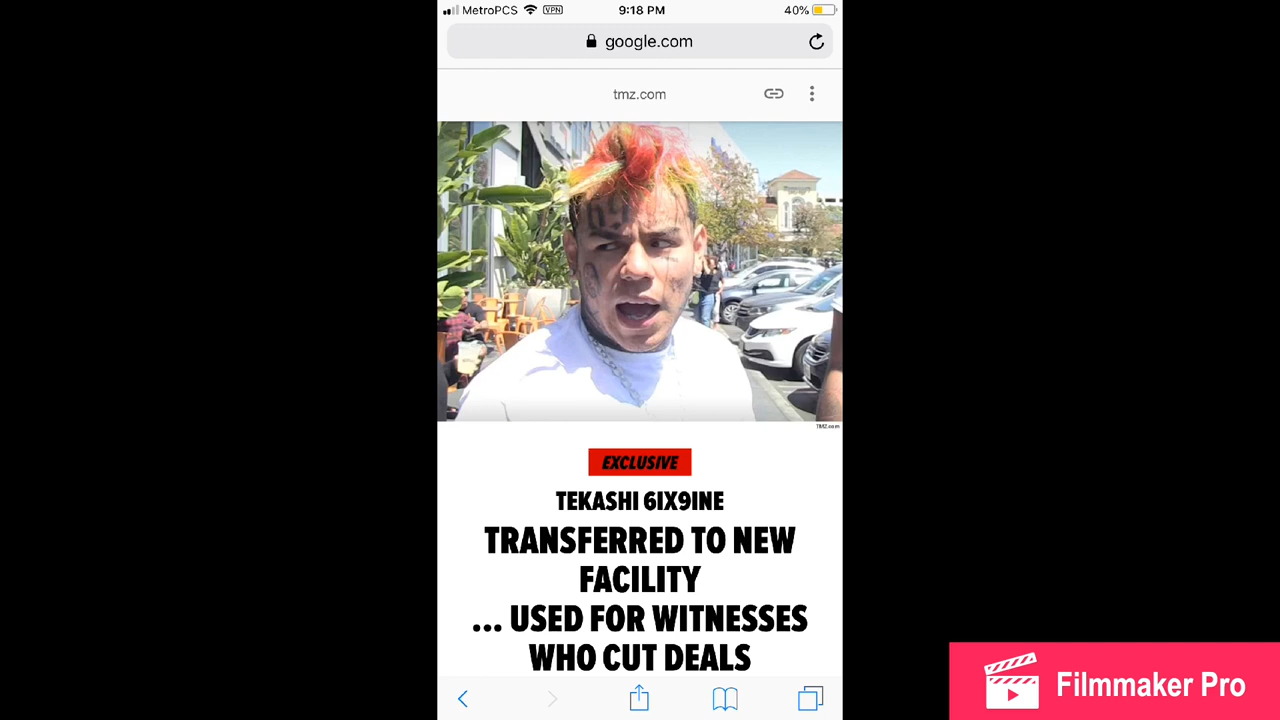 MetroPCS VPN 9:18 PM 40%
google.com
tmz.com
69
TMZ.com
EXCLUSIVE
TEKASHI 6IX9INE
TRANSFERRED TO NEW
FACILITY
... USED FOR WITNESSES
WHO CUT DEALS
Filmmaker Pro